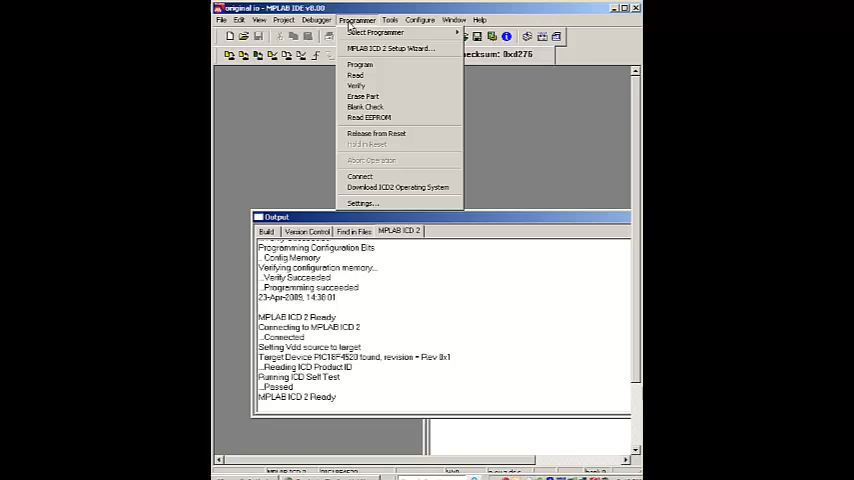 original io - MPLAB IDE v8.00
File Edit View Project Debugger Programmer Tools Configure Window Help
Select Programmer
MPLAB ICD 2 Setup Wizard...
checksum: 0xd276
Program
Read
Verify
Erase Part
Blank Check
Read EEPROM
Release from Reset
Hold in Reset
Abort Operation
Connect
Download ICD2 Operating System
Settings...
Output
Build Version Control Find in Files MPLAB ICD 2
Programming Configuration Bits
.. Config Memory
Verifying configuration memory...
...Verify Succeeded
...Programming succeeded
23-Apr-2009, 14:38:01
MPLAB ICD 2 Ready
Connecting to MPLAB ICD 2
...Connected
Setting Vdd source to target
Target Device PIC18F4520 found, revision = Rev 0x1
...Reading ICD Product ID
Running ICD Self Test
...Passed
MPLAB ICD 2 Ready